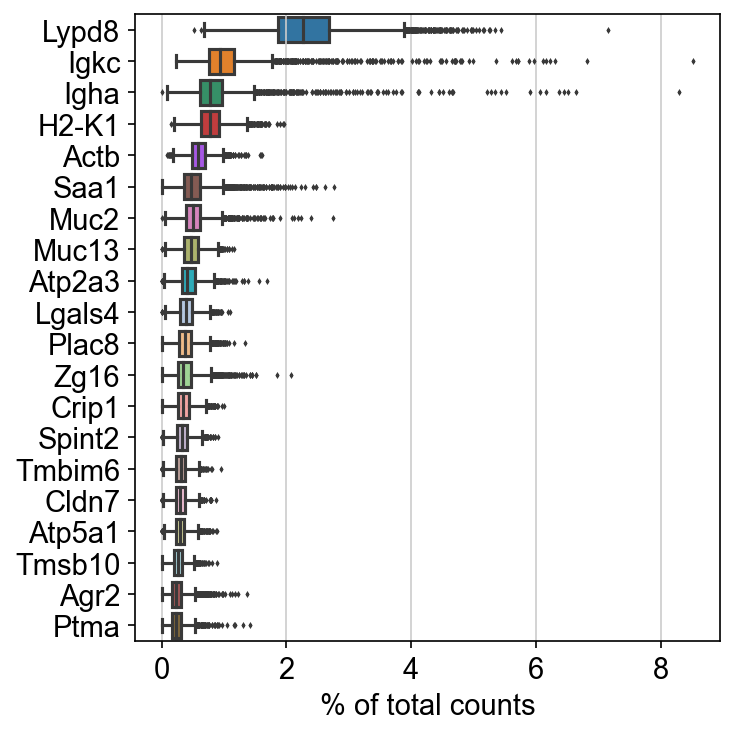 Lypd8
Igkc
Igha
H2-K1
Actb
Saa1
Muc2
Muc13
Atp2a3
Lgals4
Plac8
Zg16
Crip1
Spint2
Tmbim6
Cldn7
Atp5a1
Tmsb10
Agr2
Ptma
0 2 4 6 8
% of total counts